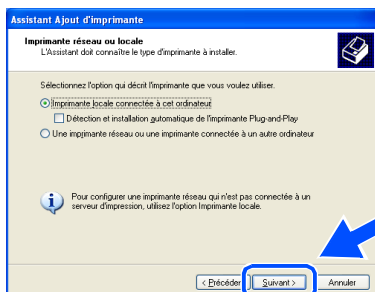 Assistant Ajout d'imprimante
Imprimante réseau ou locale
L'Assistant doit connaître le type d'imprimante à installer.
Sélectionnez l'option qui décrit l'imprimante que vous voulez utiliser.
Imprimante locale connectée à cet ordinateur
Détection et installation automatique de l'imprimante Plug-and-Play
Une imprimante réseau ou une imprimante connectée à un autre ordinateur
Pour configurer une imprimante réseau qui n'est pas connectée à un
serveur d'impression, utilisez l'option Imprimante locale.
< Précéden Suivant > Annuler